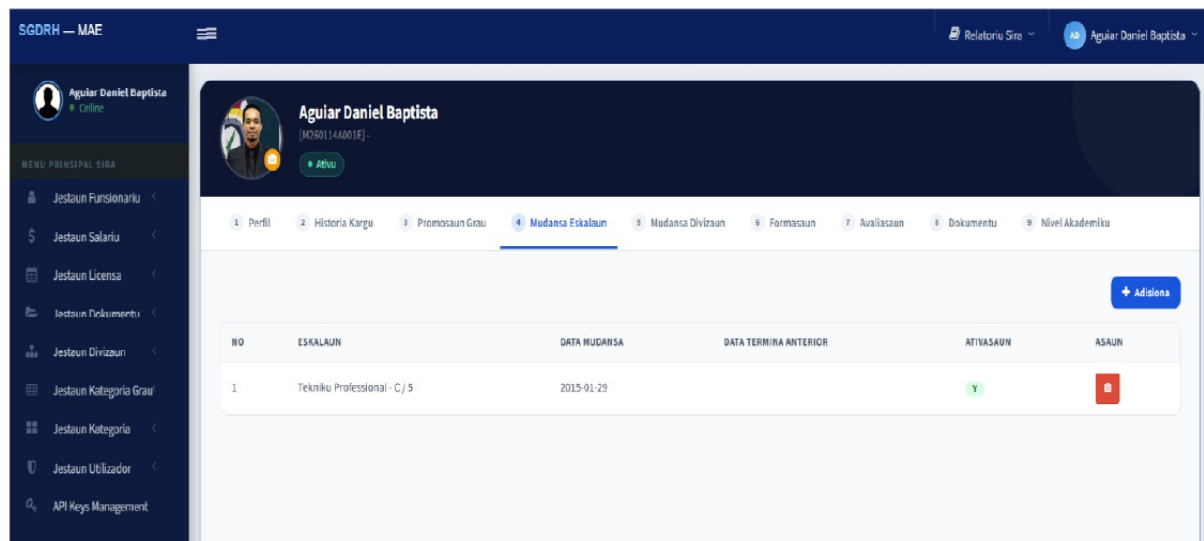 SGDRH — MAE
Relatoriu Sira
AD Aguiar Daniel Baptista
Aguiar Daniel Baptista
Online
MENU PRINSIPAL SIRA
Jestaun Funsionariu
Jestaun Salariu
Jestaun Licensa
Jestaun Dokumentu
Jestaun Divizaun
Jestaun Kategoria Grau
Jestaun Kategoria
Jestaun Utilizador
API Keys Management
Aguiar Daniel Baptista
[M260114A001E] -
Ativu
1 Perfil
2 Historia Kargu
3 Promosaun Grau
4 Mudansa Eskalaun
5 Mudansa Divizaun
6 Formasaun
7 Avaliasaun
8 Dokumentu
9 Nivel Akademiku
+ Adisiona
NO ESKALAUN DATA MUDANSA DATA TERMINA ANTERIOR ATIVASAUN ASAUN
1 Tekniku Professional - C / 5 2015-01-29 Y